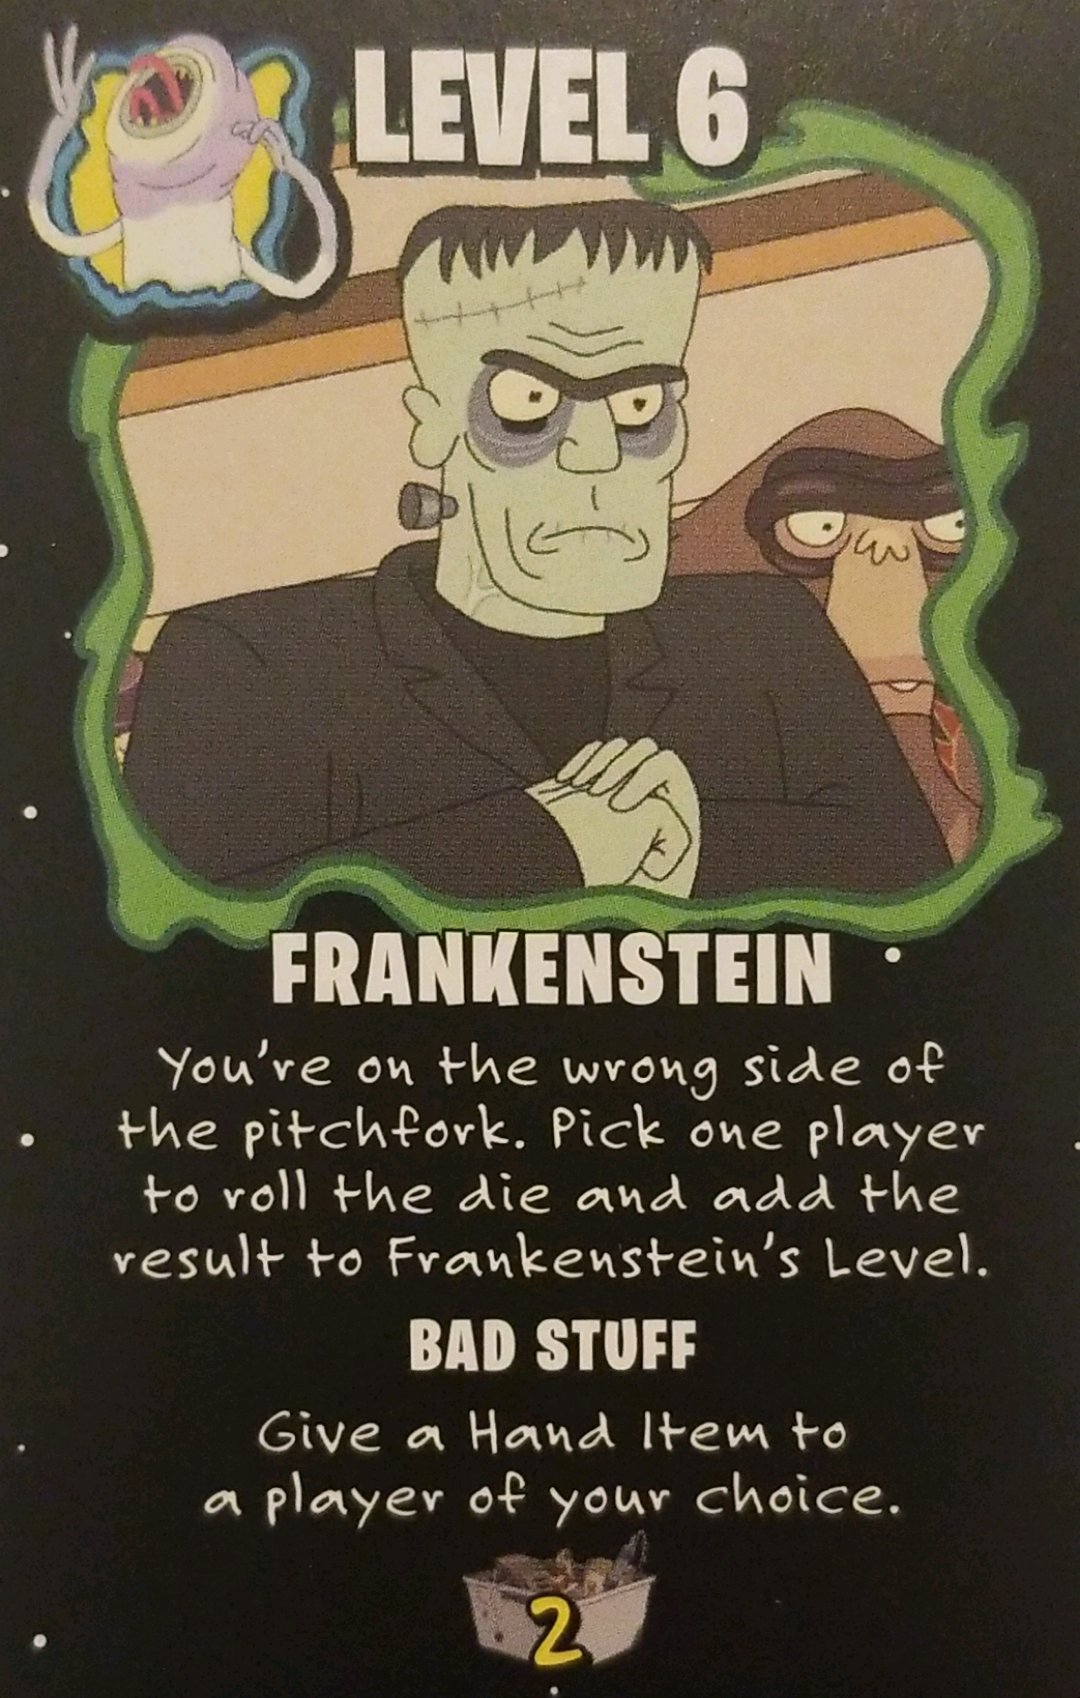 LEVEL 6
FRANKENSTEIN
You're on the wrong side of
the pitchfork. Pick one player
to roll the die and add the
result to Frankenstein's Level.
BAD STUFF
Give a Hand Item to
a player of your choice.
2